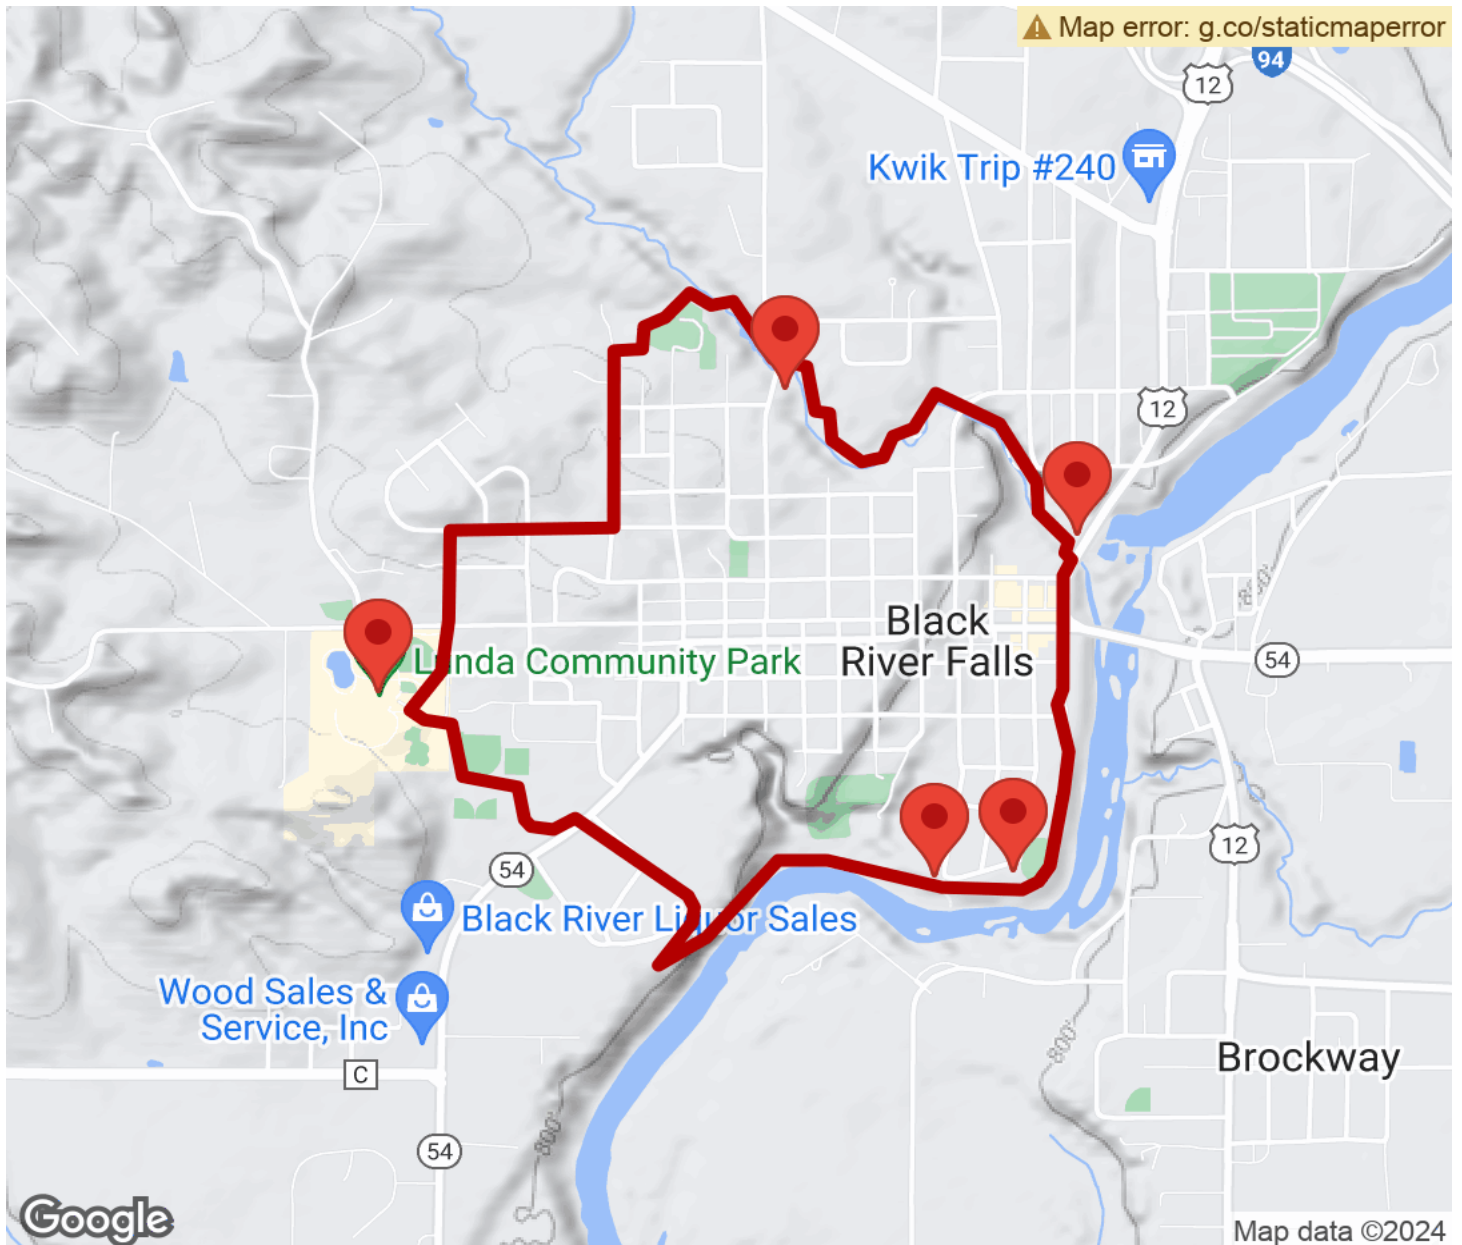 Map error: g.co/staticmaperror
94
12
Kwik Trip #240
12
Black
River Falls
800'
Lunda Community Park
54
12
54
Black River Liquor Sales
Wood Sales &
Service, Inc
800'
Brockway
C
800'
54
Google
Map data ©2024